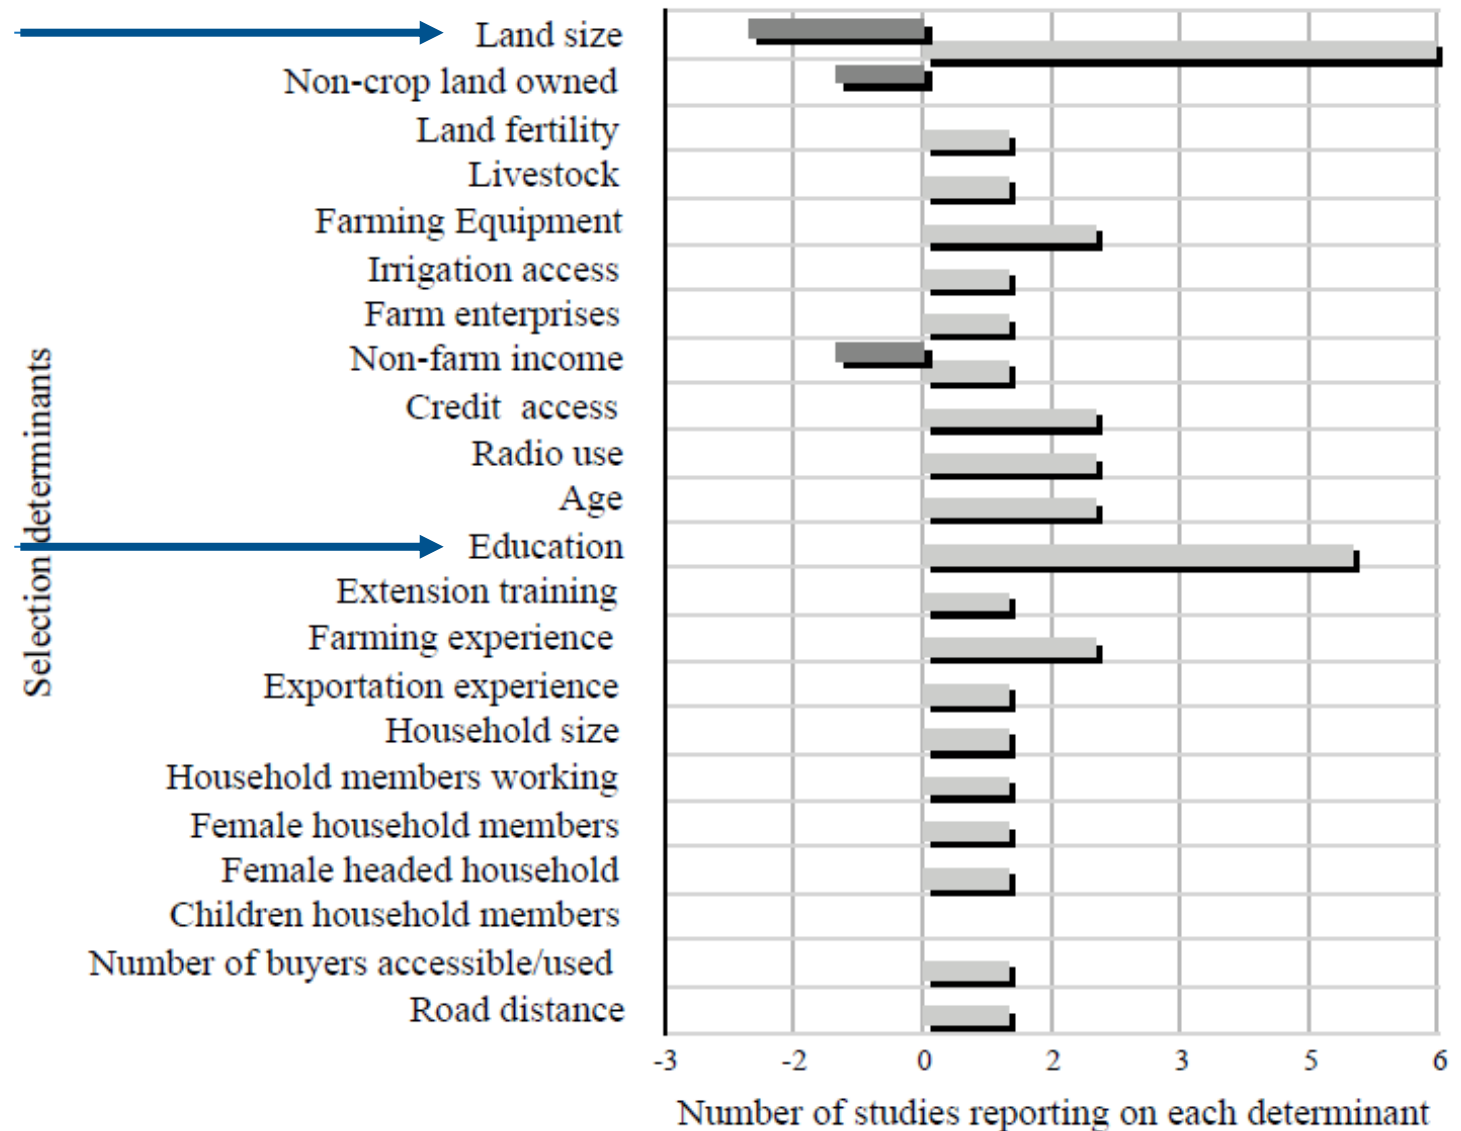 Land size
Non-crop land owned
Land fertility
Livestock
Farming Equipment
Irrigation access
Farm enterprises
Non-farm income
Credit access
Radio use
Age
Education
Extension training
Farming experience
Exportation experience
Household size
Household members working
Female household members
Female headed household
Children household members
Number of buyers accessible/used
Road distance
Selection determinants
-3 -2 0 2 3 5 6
Number of studies reporting on each determinant